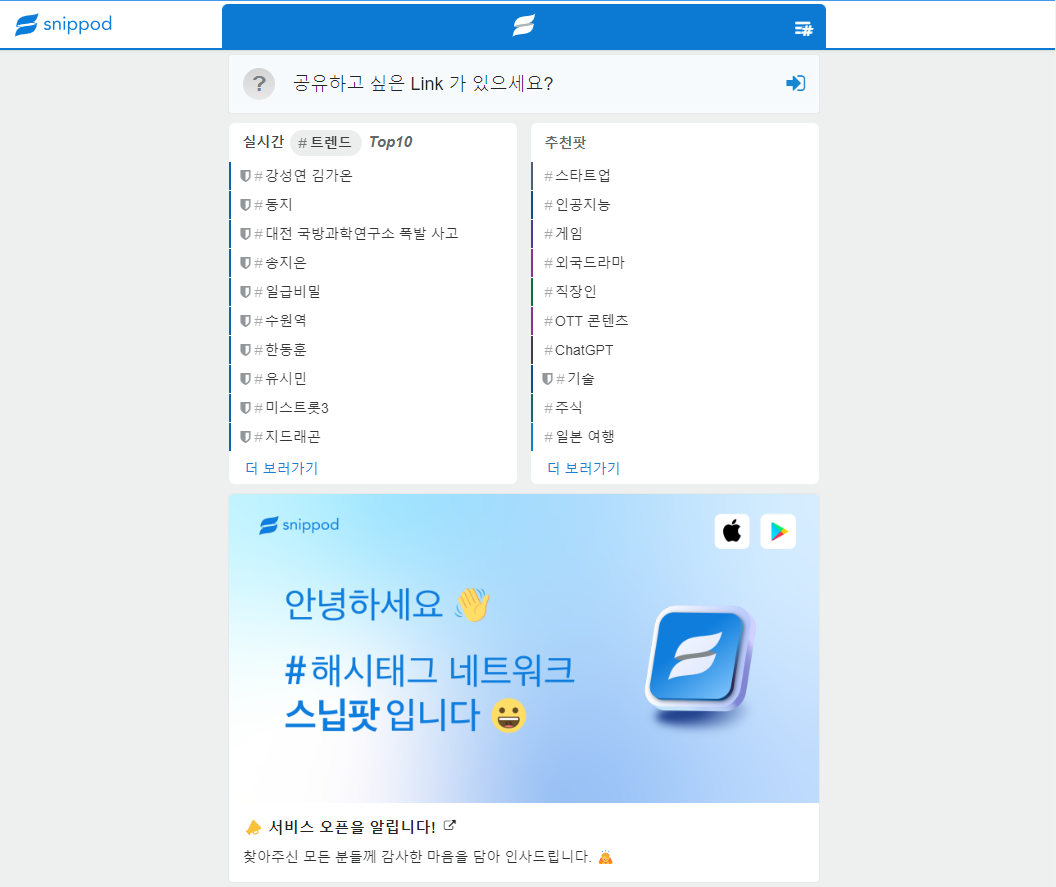 snippod
공유하고 싶은 Link 가 있으세요?
실시간 #트렌드 Top10
#강성연 김가온
#동지
#대전 국방과학연구소 폭발 사고
#송지은
#일급비밀
#수원역
#한동훈
#유시민
#미스트롯3
#지드래곤
더 보러가기
추천팟
#스타트업
#인공지능
#게임
#외국드라마
#직장인
#OTT 콘텐츠
#ChatGPT
#기술
#주식
#일본 여행
더 보러가기
snippod
안녕하세요 👋
#해시태그 네트워크
스닙팟입니다 😀
📣 서비스 오픈을 알립니다!
찾아주신 모든 분들께 감사한 마음을 담아 인사드립니다. 🙇